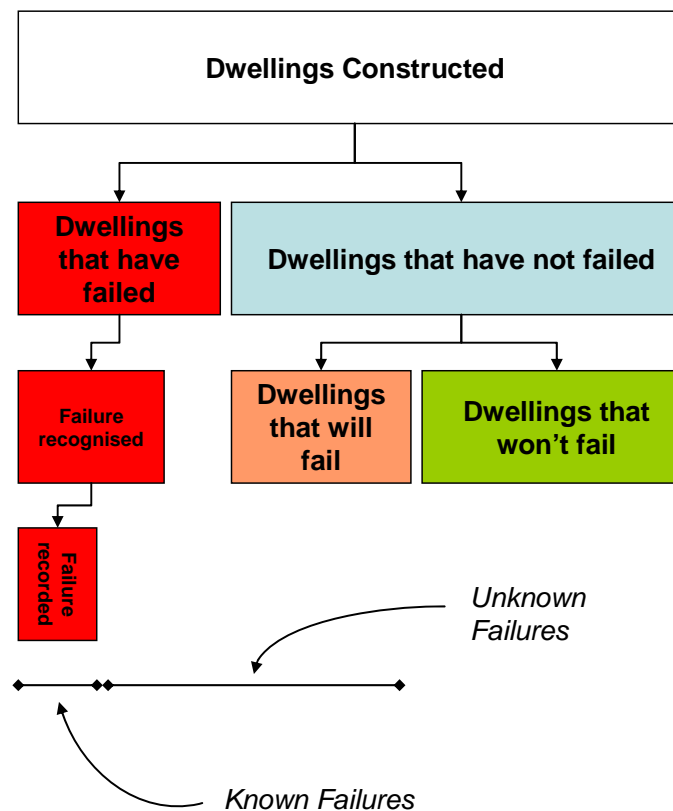 Dwellings Constructed
Dwellings
that have
failed
Dwellings that have not failed
Failure
recognised
Dwellings
that will
fail
Dwellings that
won't fail
Failure
recorded
Unknown
Failures
Known Failures